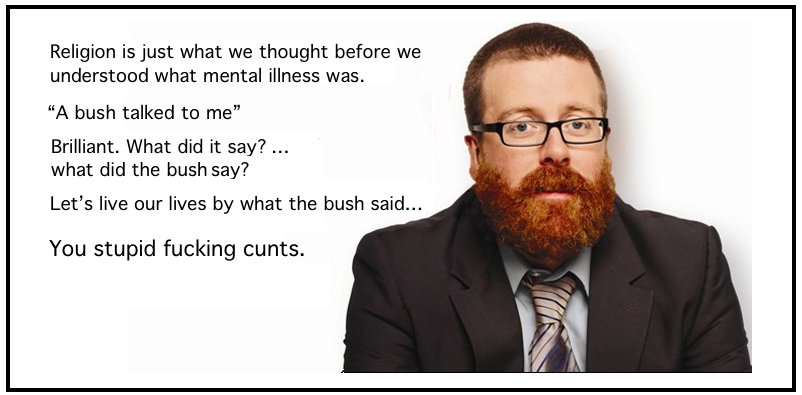 Religion is just what we thought before we
understood what mental illness was.
“A bush talked to me”
Brilliant. What did it say? ...
what did the bush say?
Let’s live our lives by what the bush said...
You stupid fucking cunts.